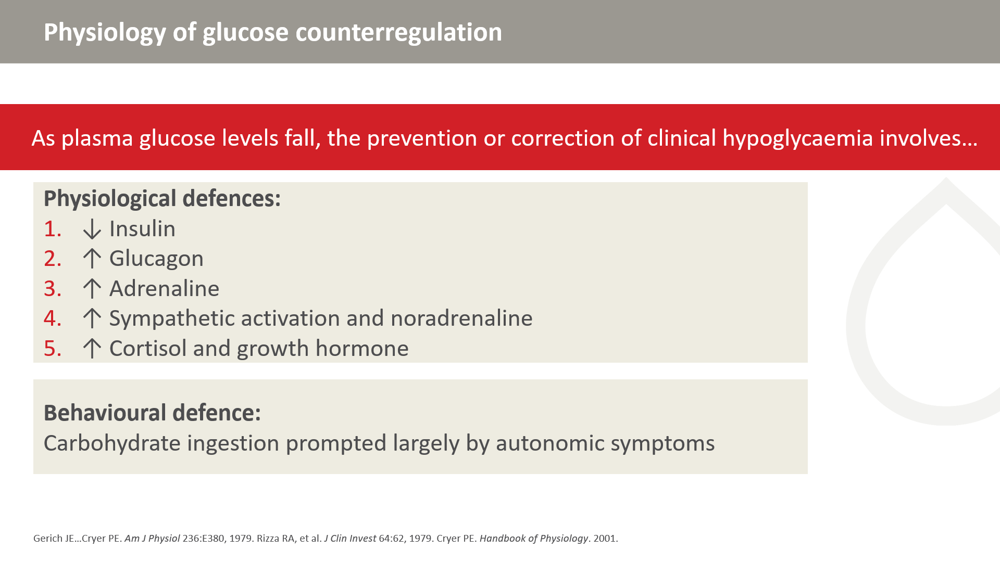 Physiology of glucose counterregulation
As plasma glucose levels fall, the prevention or correction of clinical hypoglycaemia involves…
Physiological defences:
1. ↓ Insulin
2. ↑ Glucagon
3. ↑ Adrenaline
4. ↑ Sympathetic activation and noradrenaline
5. ↑ Cortisol and growth hormone
Behavioural defence:
Carbohydrate ingestion prompted largely by autonomic symptoms
Gerich JE…Cryer PE. Am J Physiol 236:E380, 1979. Rizza RA, et al. J Clin Invest 64:62, 1979. Cryer PE. Handbook of Physiology. 2001.